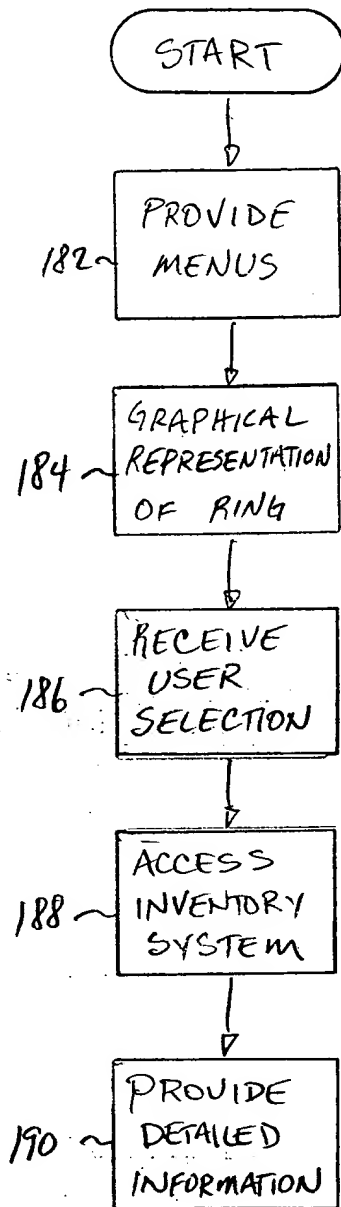 START
PROVIDE
MENUS
182
GRAPHICAL
REPRESENTATION
OF RING
184
RECEIVE
USER
SELECTION
186
ACCESS
INVENTORY
SYSTEM
188
PROVIDE
DETAILED
INFORMATION
190